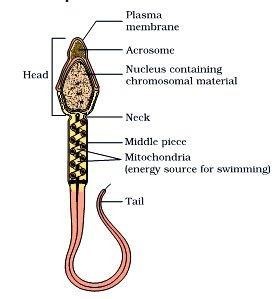 Plasma
membrane
Acrosome
Head
Nucleus containing
chromosomal material
Neck
Middle piece
Mitochondria
(energy source for swimming)
Tail